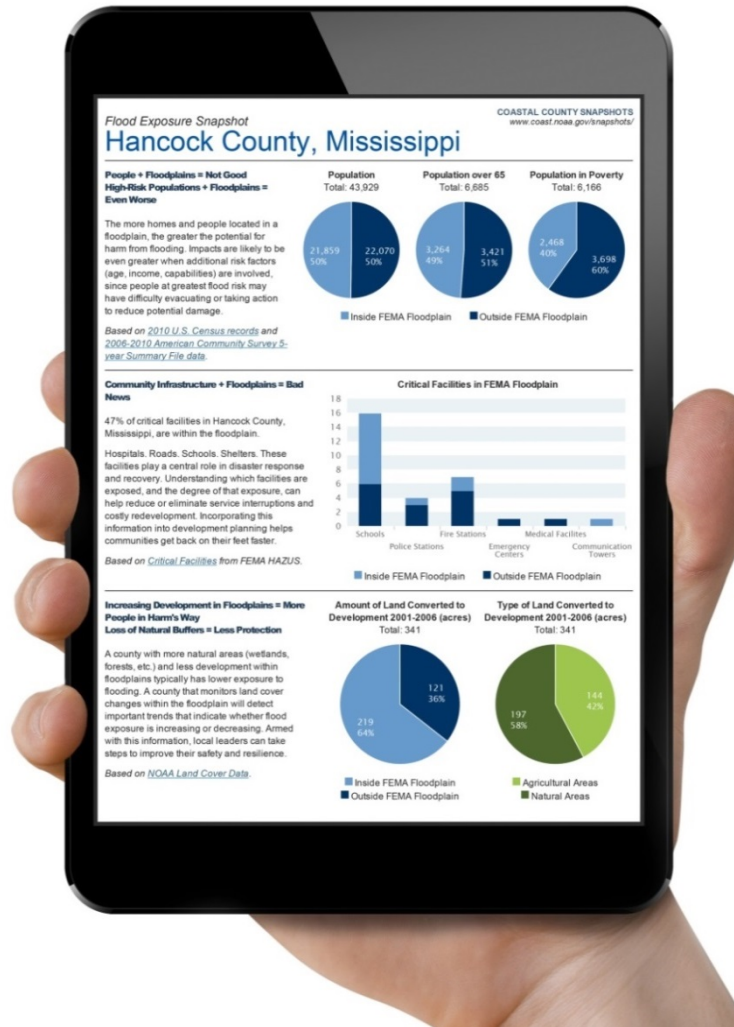 Flood Exposure Snapshot
COASTAL COUNTY SNAPSHOTS
www.coast.noaa.gov/snapshots/
Hancock County, Mississippi
People + Floodplains = Not Good
High-Risk Populations + Floodplains =
Even Worse
The more homes and people located in a
floodplain, the greater the potential for
harm from flooding. Impacts are likely to be
even greater when additional risk factors
(age, income, capabilities) are involved,
since people at greatest flood risk may
have difficulty evacuating or taking action
to reduce potential damage.
Based on 2010 U.S. Census records and
2006-2010 American Community Survey 5-
year Summary File data.
Population
Total: 43,929
21,859
50%
22,070
50%
Population over 65
Total: 6,685
3,264
49%
3,421
51%
Population in Poverty
Total: 6,166
2,468
40%
3,698
60%
Inside FEMA Floodplain
Outside FEMA Floodplain
Community Infrastructure + Floodplains = Bad
News
47% of critical facilities in Hancock County,
Mississippi, are within the floodplain.
Hospitals. Roads. Schools. Shelters. These
facilities play a central role in disaster response
and recovery. Understanding which facilities are
exposed, and the degree of that exposure, can
help reduce or eliminate service interruptions and
costly redevelopment. Incorporating this
information into development planning helps
communities get back on their feet faster.
Based on Critical Facilities from FEMA HAZUS.
Critical Facilities in FEMA Floodplain
18
16
14
12
10
8
6
4
2
0
Schools
Police Stations
Fire Stations
Emergency
Centers
Medical Facilites
Communication
Towers
Inside FEMA Floodplain
Outside FEMA Floodplain
Increasing Development in Floodplains = More
People in Harm's Way
Loss of Natural Buffers = Less Protection
A county with more natural areas (wetlands,
forests, etc.) and less development within
floodplains typically has lower exposure to
flooding. A county that monitors land cover
changes within the floodplain will detect
important trends that indicate whether flood
exposure is increasing or decreasing. Armed
with this information, local leaders can take
steps to improve their safety and resilience.
Based on NOAA Land Cover Data.
Amount of Land Converted to
Development 2001-2006 (acres)
Total: 341
121
36%
219
64%
Inside FEMA Floodplain
Outside FEMA Floodplain
Type of Land Converted to
Development 2001-2006 (acres)
Total: 341
144
42%
197
58%
Agricultural Areas
Natural Areas